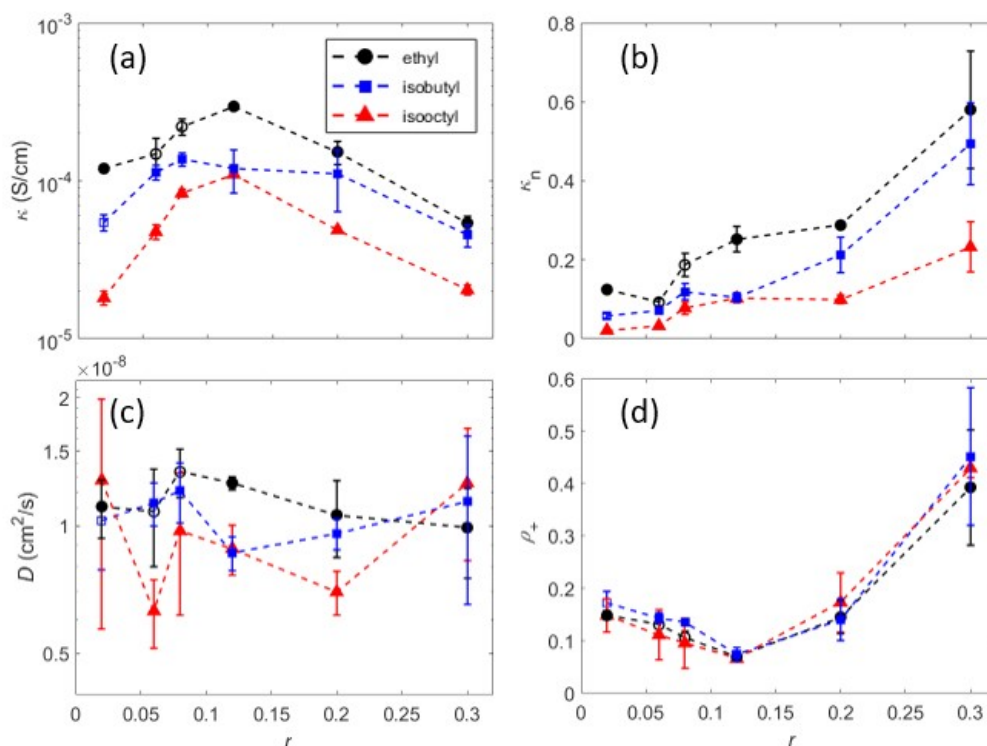 (a)
ethyl
isobutyl
isooctyl
10⁻³
10⁻⁴
10⁻⁵
κ (S/cm)
(b)
0.8
0.6
0.4
0.2
0
κₙ
×10⁻⁸
(c)
2
1.5
1
0.5
D (cm²/s)
0 0.05 0.1 0.15 0.2 0.25 0.3
r
(d)
0.6
0.5
0.4
0.3
0.2
0.1
0
ρ₊
0 0.05 0.1 0.15 0.2 0.25 0.3
r